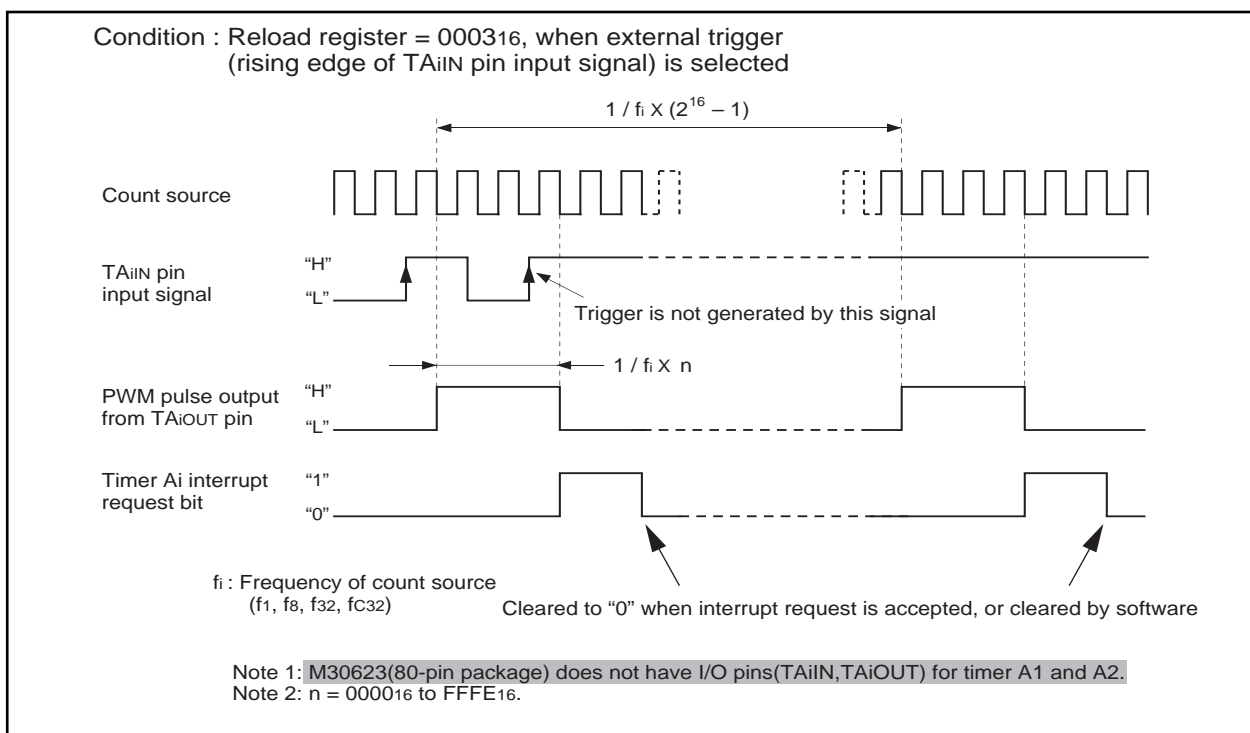 Condition : Reload register = 000316, when external trigger
(rising edge of TAiIN pin input signal) is selected
1 / fi X (2^16 – 1)
Count source
TAiIN pin
input signal
“H”
“L”
Trigger is not generated by this signal
1 / fi X n
PWM pulse output
from TAiOUT pin
“H”
“L”
Timer Ai interrupt
request bit
“1”
“0”
fi : Frequency of count source
(f1, f8, f32, fC32)
Cleared to “0” when interrupt request is accepted, or cleared by software
Note 1: M30623(80-pin package) does not have I/O pins(TAiIN,TAiOUT) for timer A1 and A2.
Note 2: n = 000016 to FFFE16.